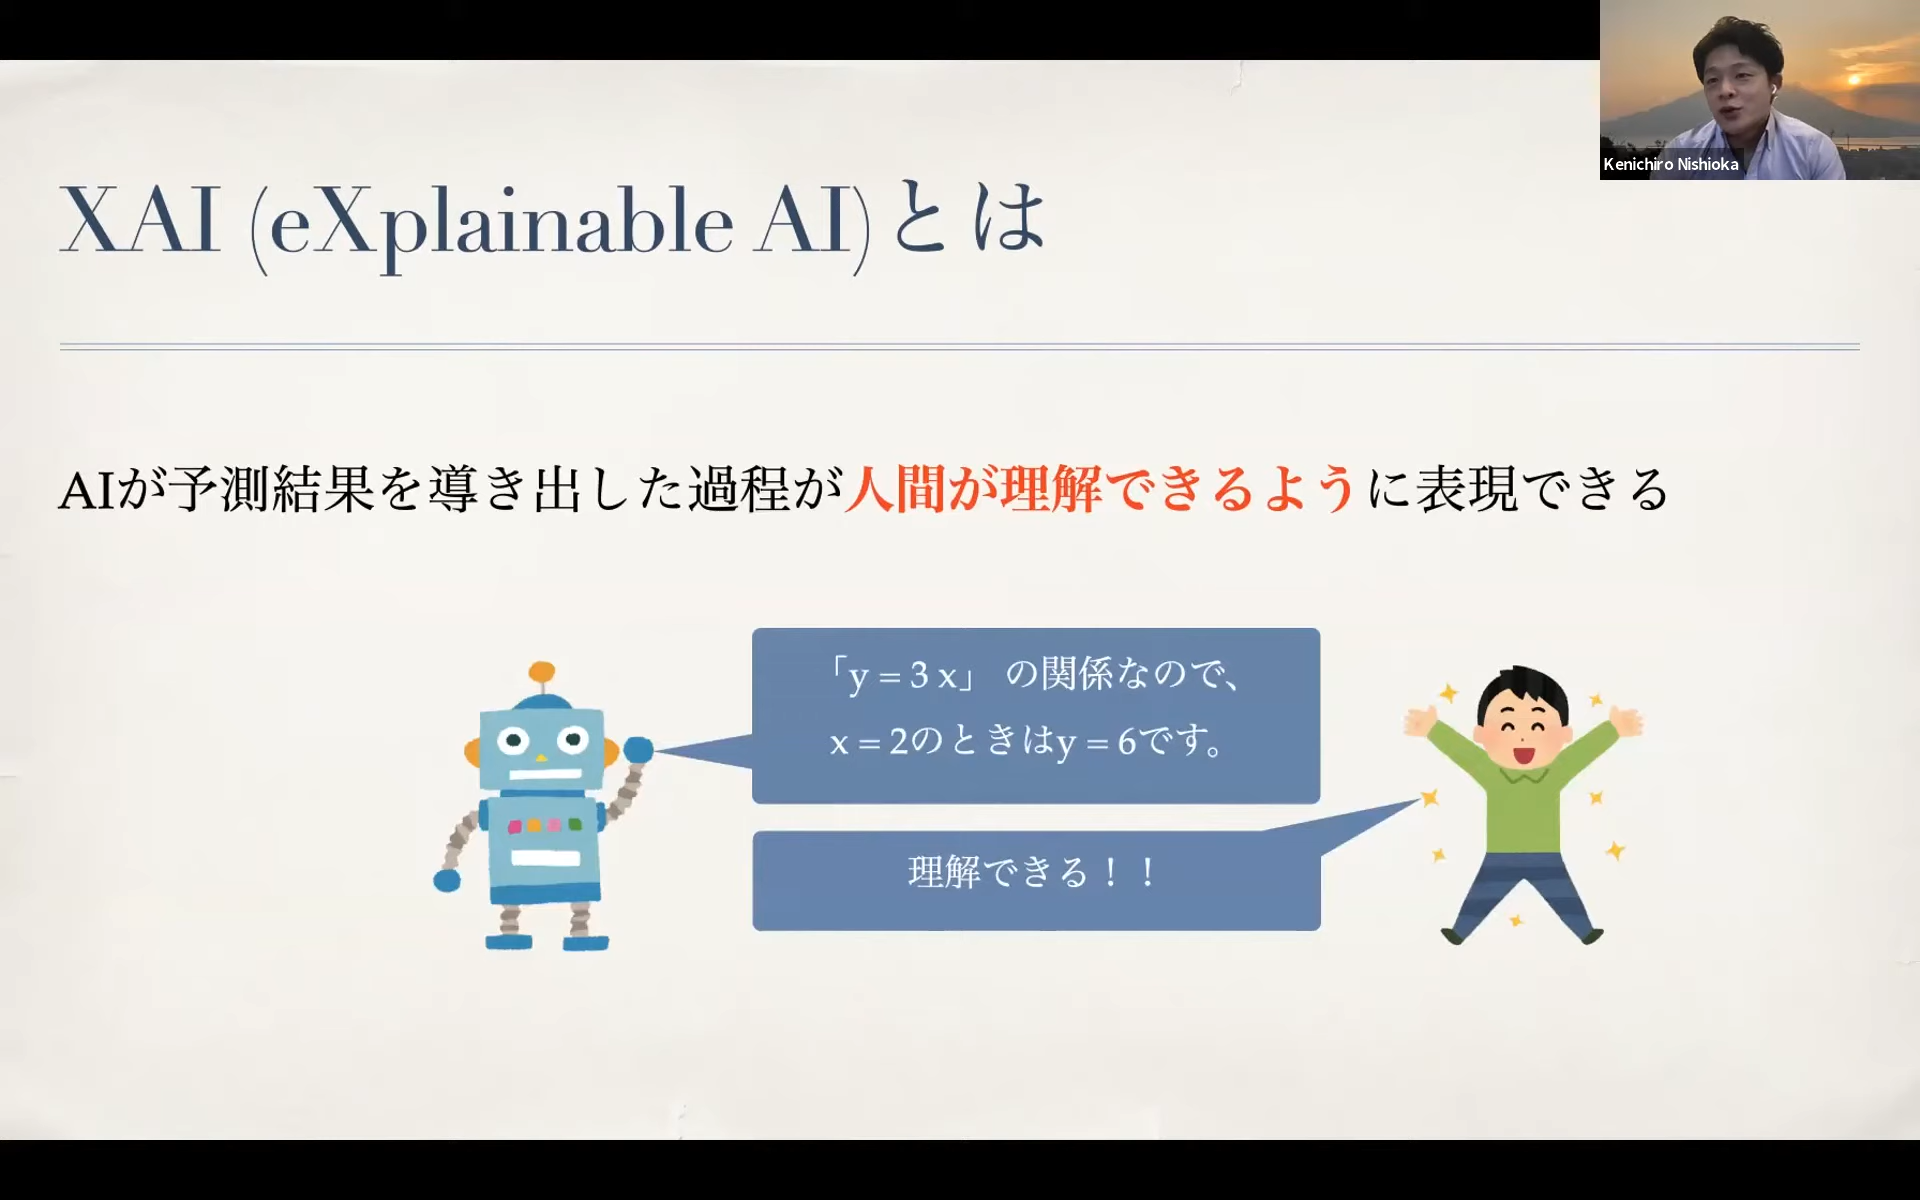 Kenichiro Nishioka
XAI (eXplainable AI)とは
AIが予測結果を導き出した過程が人間が理解できるように表現できる
「y = 3 x」 の関係なので、
x = 2のときはy = 6です。
理解できる！！